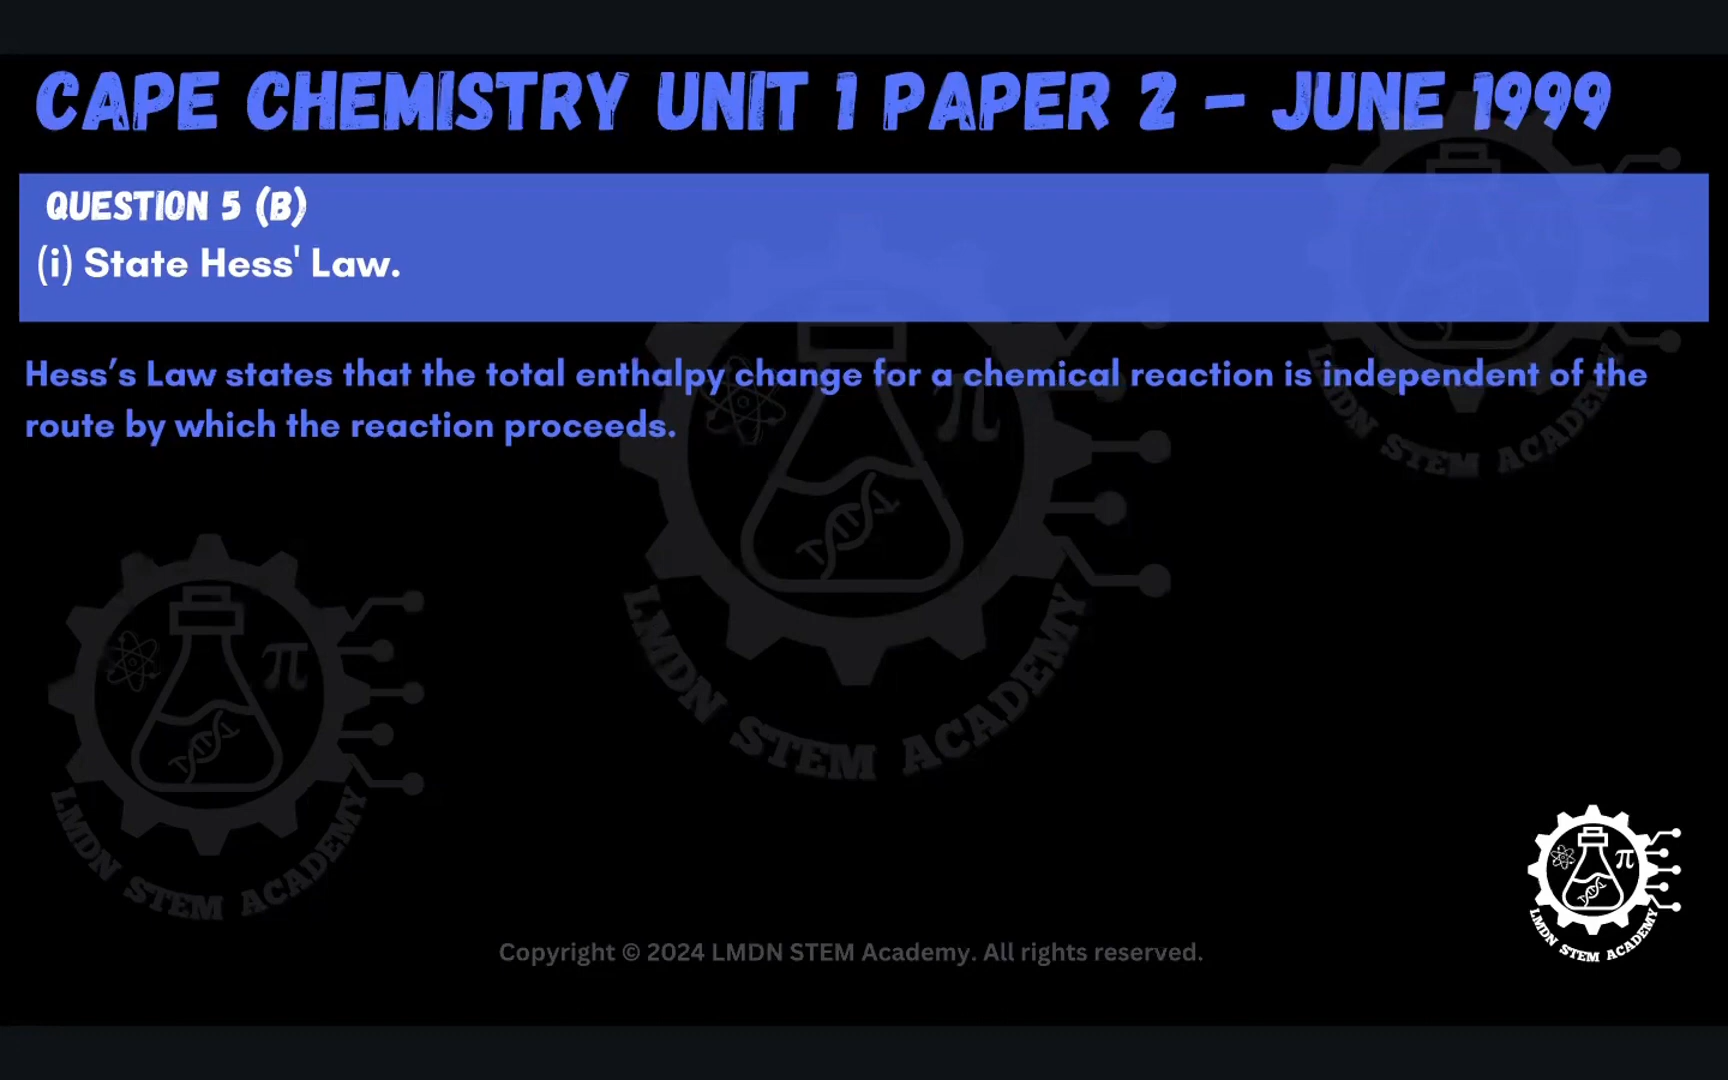 CAPE CHEMISTRY UNIT 1 PAPER 2 – JUNE 1999
QUESTION 5 (B)
(i) State Hess' Law.
Hess’s Law states that the total enthalpy change for a chemical reaction is independent of the
route by which the reaction proceeds.
π
LMDN STEM ACADEMY
π
LMDN STEM ACADEMY
π
LMDN STEM ACADEMY
π
LMDN STEM ACADEMY
Copyright © 2024 LMDN STEM Academy. All rights reserved.